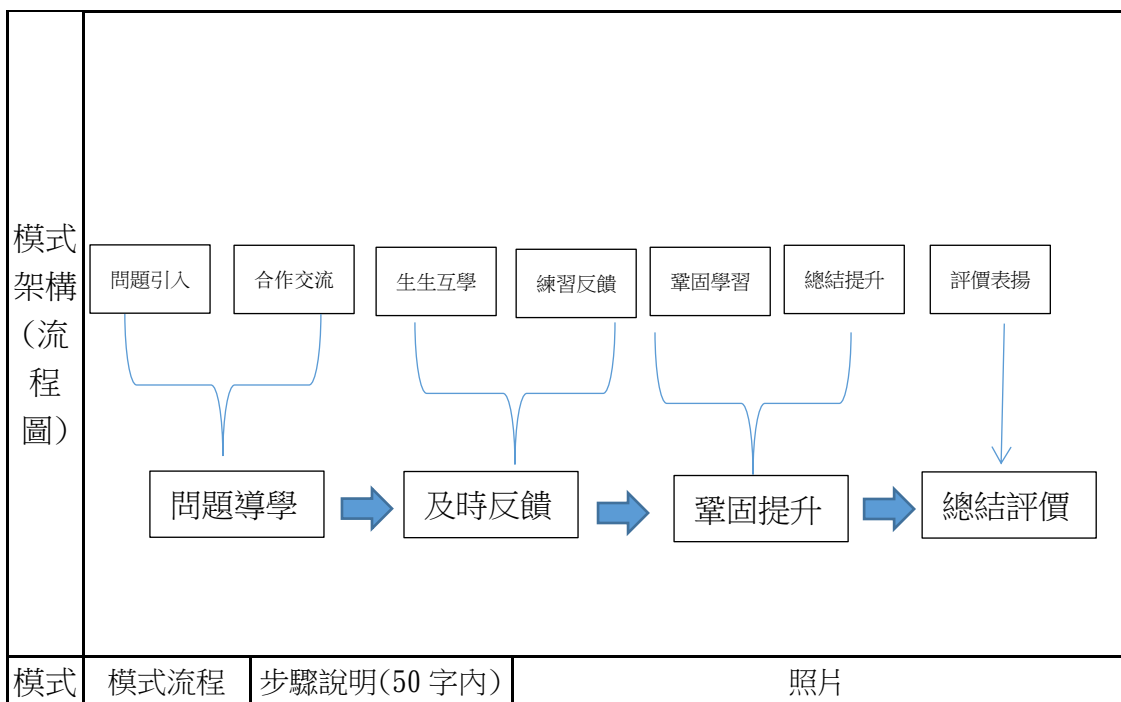 模式
架構
(流
程
圖)
問題引入
合作交流
生生互學
練習反饋
鞏固學習
總結提升
評價表揚
問題導學
及時反饋
鞏固提升
總結評價
模式
模式流程
步驟說明(50 字內)
照片